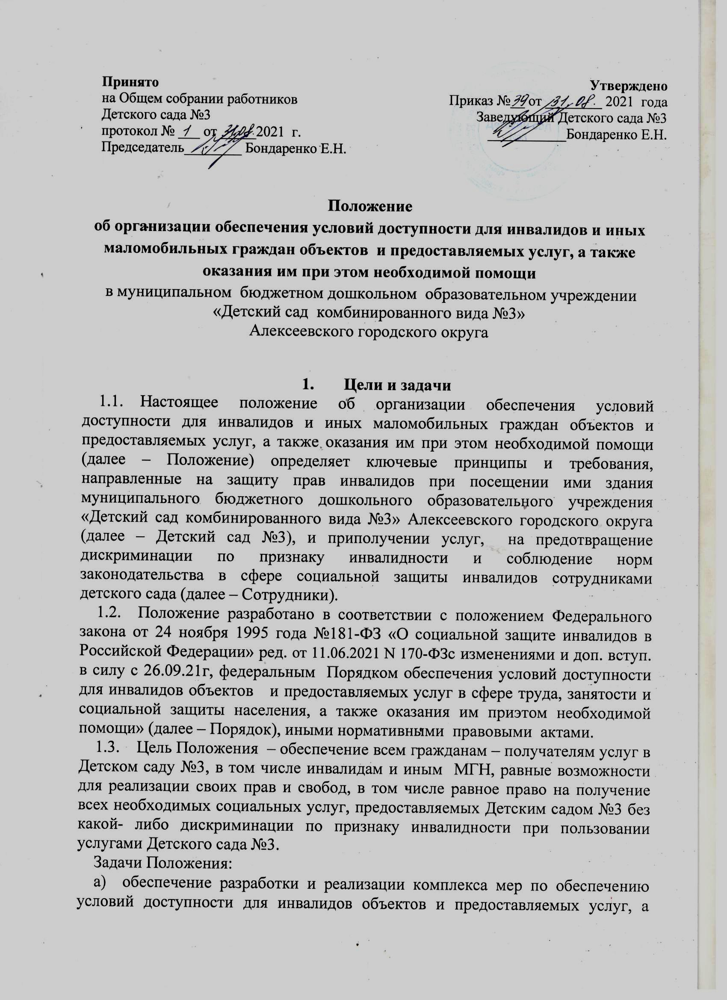 Принято
на Общем собрании работников
Детского сада №3
протокол № 1 от 31.08.2021 г.
Председатель__________ Бондаренко Е.Н.
Утверждено
Приказ № 39 от 31.08. 2021 года
Заведующий Детского сада №3
____________Бондаренко Е.Н.
Положение
об организации обеспечения условий доступности для инвалидов и иных
маломобильных граждан объектов и предоставляемых услуг, а также
оказания им при этом необходимой помощи
в муниципальном бюджетном дошкольном образовательном учреждении
«Детский сад комбинированного вида №3»
Алексеевского городского округа
1. Цели и задачи
1.1. Настоящее положение об организации обеспечения условий
доступности для инвалидов и иных маломобильных граждан объектов и
предоставляемых услуг, а также оказания им при этом необходимой помощи
(далее – Положение) определяет ключевые принципы и требования,
направленные на защиту прав инвалидов при посещении ими здания
муниципального бюджетного дошкольного образовательного учреждения
«Детский сад комбинированного вида №3» Алексеевского городского округа
(далее – Детский сад №3), и приполучении услуг, на предотвращение
дискриминации по признаку инвалидности и соблюдение норм
законодательства в сфере социальной защиты инвалидов сотрудниками
детского сада (далее – Сотрудники).
1.2. Положение разработано в соответствии с положением Федерального
закона от 24 ноября 1995 года №181-ФЗ «О социальной защите инвалидов в
Российской Федерации» ред. от 11.06.2021 N 170-ФЗс изменениями и доп. вступ.
в силу с 26.09.21г, федеральным Порядком обеспечения условий доступности
для инвалидов объектов и предоставляемых услуг в сфере труда, занятости и
социальной защиты населения, а также оказания им приэтом необходимой
помощи» (далее – Порядок), иными нормативными правовыми актами.
1.3. Цель Положения – обеспечение всем гражданам – получателям услуг в
Детском саду №3, в том числе инвалидам и иным МГН, равные возможности
для реализации своих прав и свобод, в том числе равное право на получение
всех необходимых социальных услуг, предоставляемых Детским садом №3 без
какой- либо дискриминации по признаку инвалидности при пользовании
услугами Детского сада №3.
Задачи Положения:
а) обеспечение разработки и реализации комплекса мер по обеспечению
условий доступности для инвалидов объектов и предоставляемых услуг, а